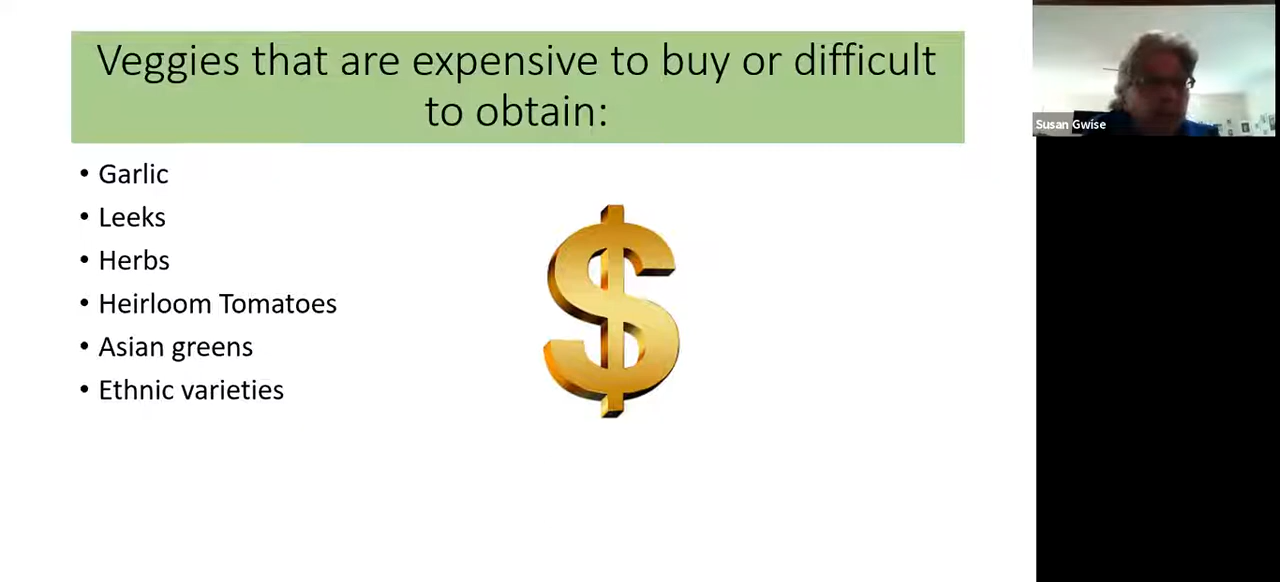 Veggies that are expensive to buy or difficult
to obtain:
• Garlic
• Leeks
• Herbs
• Heirloom Tomatoes
• Asian greens
• Ethnic varieties
Susan Gwise